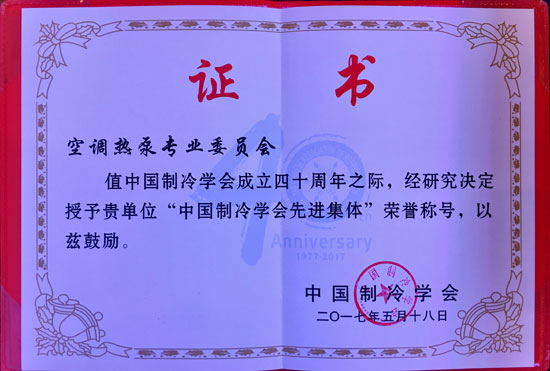 证 书
空调热泵专业委员会
值中国制冷学会成立四十周年之际，经研究决定
授予贵单位“中国制冷学会先进集体”荣誉称号，以
兹鼓励。
Anniversary
1977-2017
中国制冷学会
二〇一七年五月十八日